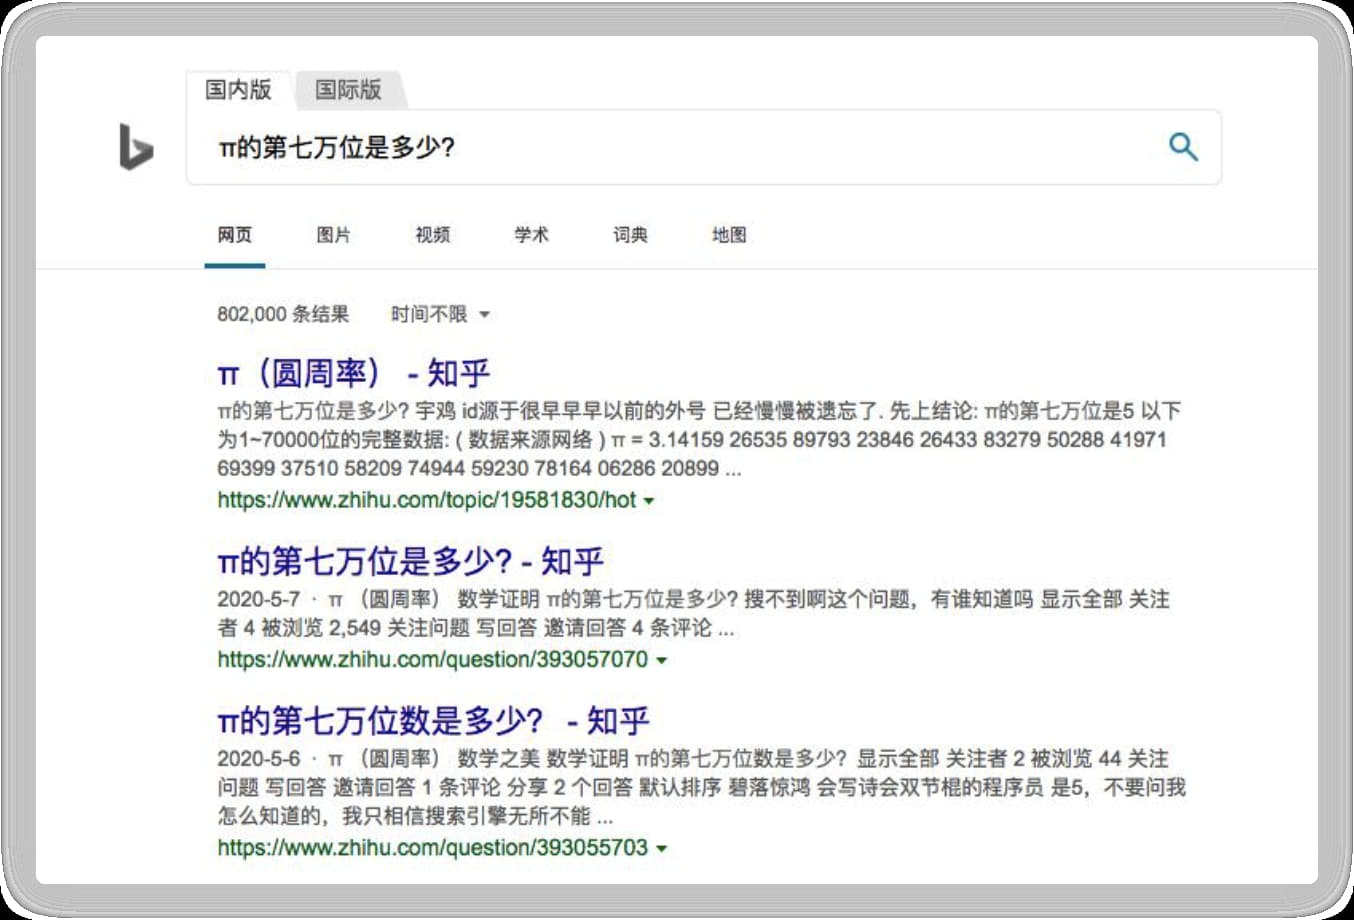 国内版 国际版
π的第七万位是多少?
网页 图片 视频 学术 词典 地图
802,000 条结果 时间不限
π（圆周率） - 知乎
π的第七万位是多少? 宇鸡 id源于很早早早以前的外号 已经慢慢被遗忘了. 先上结论: π的第七万位是5 以下
为1~70000位的完整数据: ( 数据来源网络 ) π = 3.14159 26535 89793 23846 26433 83279 50288 41971
69399 37510 58209 74944 59230 78164 06286 20899 ...
https://www.zhihu.com/topic/19581830/hot
π的第七万位是多少? - 知乎
2020-5-7 · π （圆周率） 数学证明 π的第七万位是多少? 搜不到啊这个问题，有谁知道吗 显示全部 关注
者 4 被浏览 2,549 关注问题 写回答 邀请回答 4 条评论 ...
https://www.zhihu.com/question/393057070
π的第七万位数是多少？ - 知乎
2020-5-6 · π （圆周率） 数学之美 数学证明 π的第七万位数是多少？显示全部 关注者 2 被浏览 44 关注
问题 写回答 邀请回答 1 条评论 分享 2 个回答 默认排序 碧落惊鸿 会写诗会双节棍的程序员 是5，不要问我
怎么知道的，我只相信搜索引擎无所不能 ...
https://www.zhihu.com/question/393055703